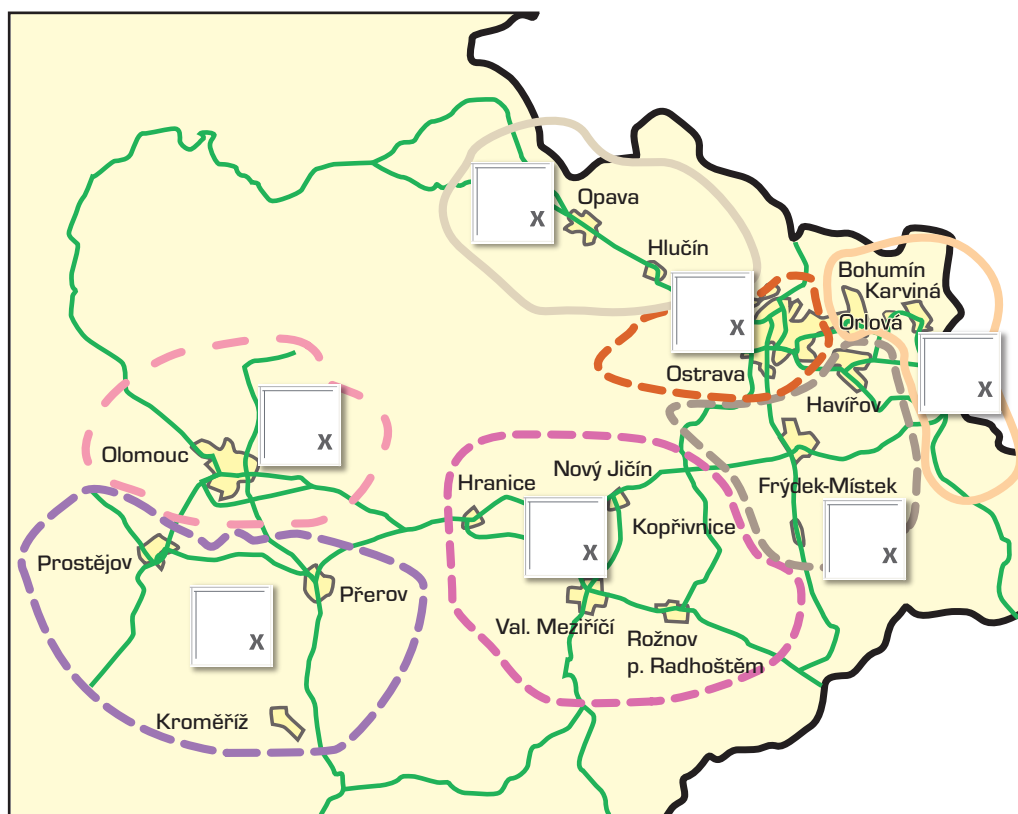 X
Opava
Hlučín
X
Bohumín
Karviná
Orlová
Ostrava
X
Havířov
X
Olomouc
Nový Jičín
Hranice
Frýdek-Místek
Kopřivnice
X
X
Prostějov
Přerov
X
Val. Meziříčí
Rožnov
p. Radhoštěm
Kroměříž